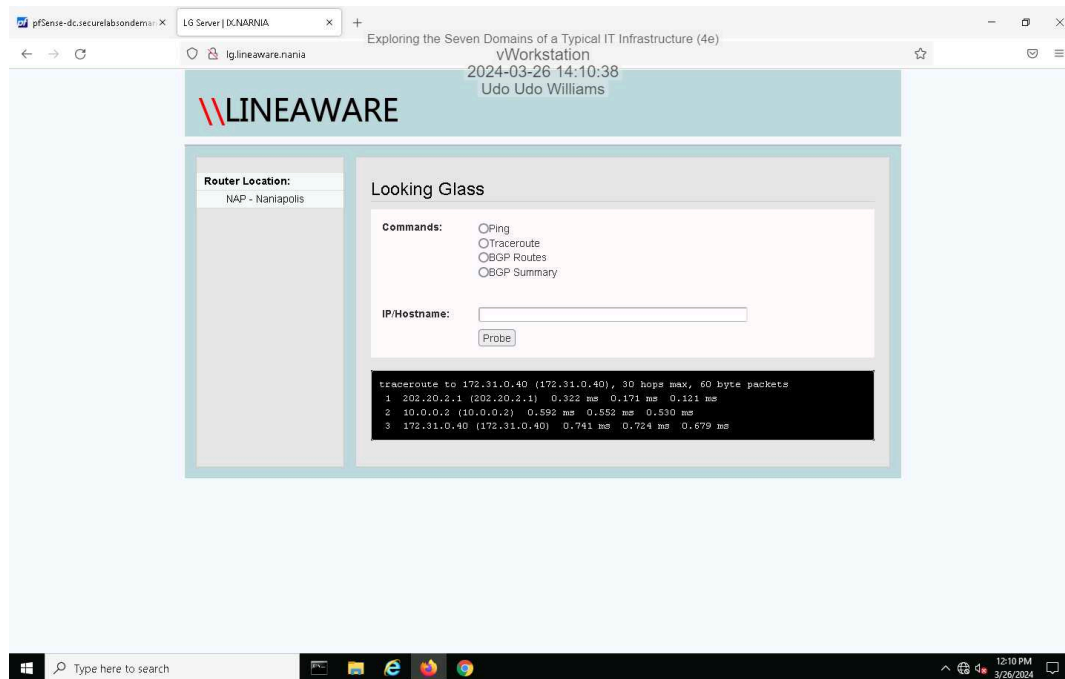 pfSense-dc.securelabsondeman
LG Server | IX.NARNIA
Exploring the Seven Domains of a Typical IT Infrastructure (4e)
lg.lineaware.nania
vWorkstation
2024-03-26 14:10:38
Udo Udo Williams
\\LINEAWARE
Router Location:
NAP - Naniapolis
Looking Glass
Commands:
Ping
Traceroute
BGP Routes
BGP Summary
IP/Hostname:
Probe
traceroute to 172.31.0.40 (172.31.0.40), 30 hops max, 60 byte packets
1 202.20.2.1 (202.20.2.1) 0.322 ms 0.171 ms 0.121 ms
2 10.0.0.2 (10.0.0.2) 0.592 ms 0.552 ms 0.530 ms
3 172.31.0.40 (172.31.0.40) 0.741 ms 0.724 ms 0.679 ms
Type here to search
12:10 PM
3/26/2024